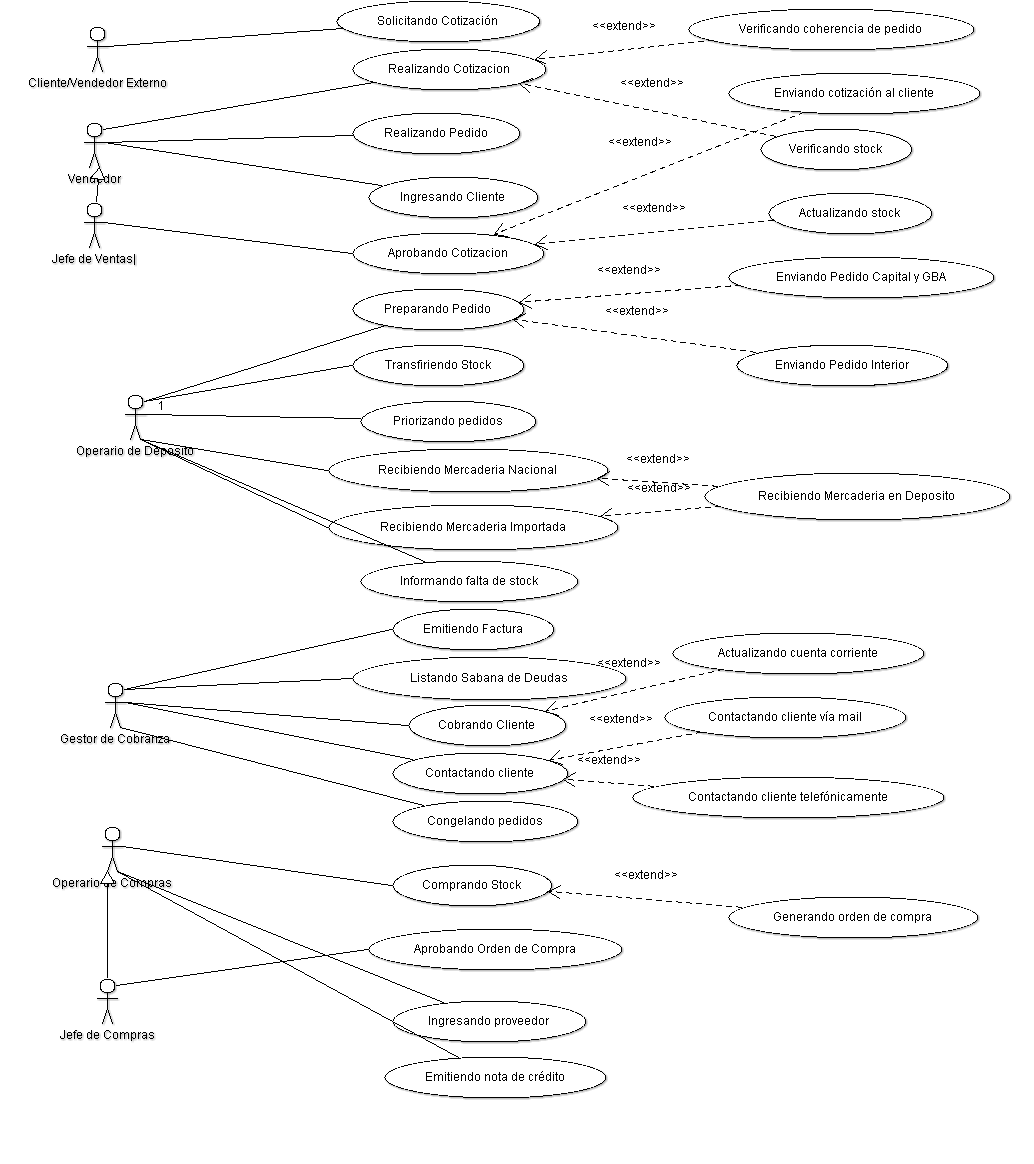 Solicitando Cotización
<<extend>>
Verificando coherencia de pedido
Cliente/Vendedor Externo
Realizando Cotizacion
<<extend>>
Enviando cotización al cliente
Realizando Pedido
<<extend>>
Verificando stock
Vendedor
Ingresando Cliente
<<extend>>
Actualizando stock
Jefe de Ventas|
Aprobando Cotizacion
<<extend>>
Enviando Pedido Capital y GBA
Preparando Pedido
<<extend>>
Transfiriendo Stock
Enviando Pedido Interior
1
Priorizando pedidos
Operario de Deposito
<<extend>>
Recibiendo Mercaderia Nacional
<<extend>>
Recibiendo Mercaderia en Deposito
Recibiendo Mercaderia Importada
Informando falta de stock
Emitiendo Factura
<<extend>>
Actualizando cuenta corriente
Listando Sabana de Deudas
Cobrando Cliente
<<extend>>
Contactando cliente vía mail
Gestor de Cobranza
<<extend>>
Contactando cliente
Contactando cliente telefónicamente
Congelando pedidos
Operario de Compras
Comprando Stock
<<extend>>
Generando orden de compra
Aprobando Orden de Compra
Jefe de Compras
Ingresando proveedor
Emitiendo nota de crédito